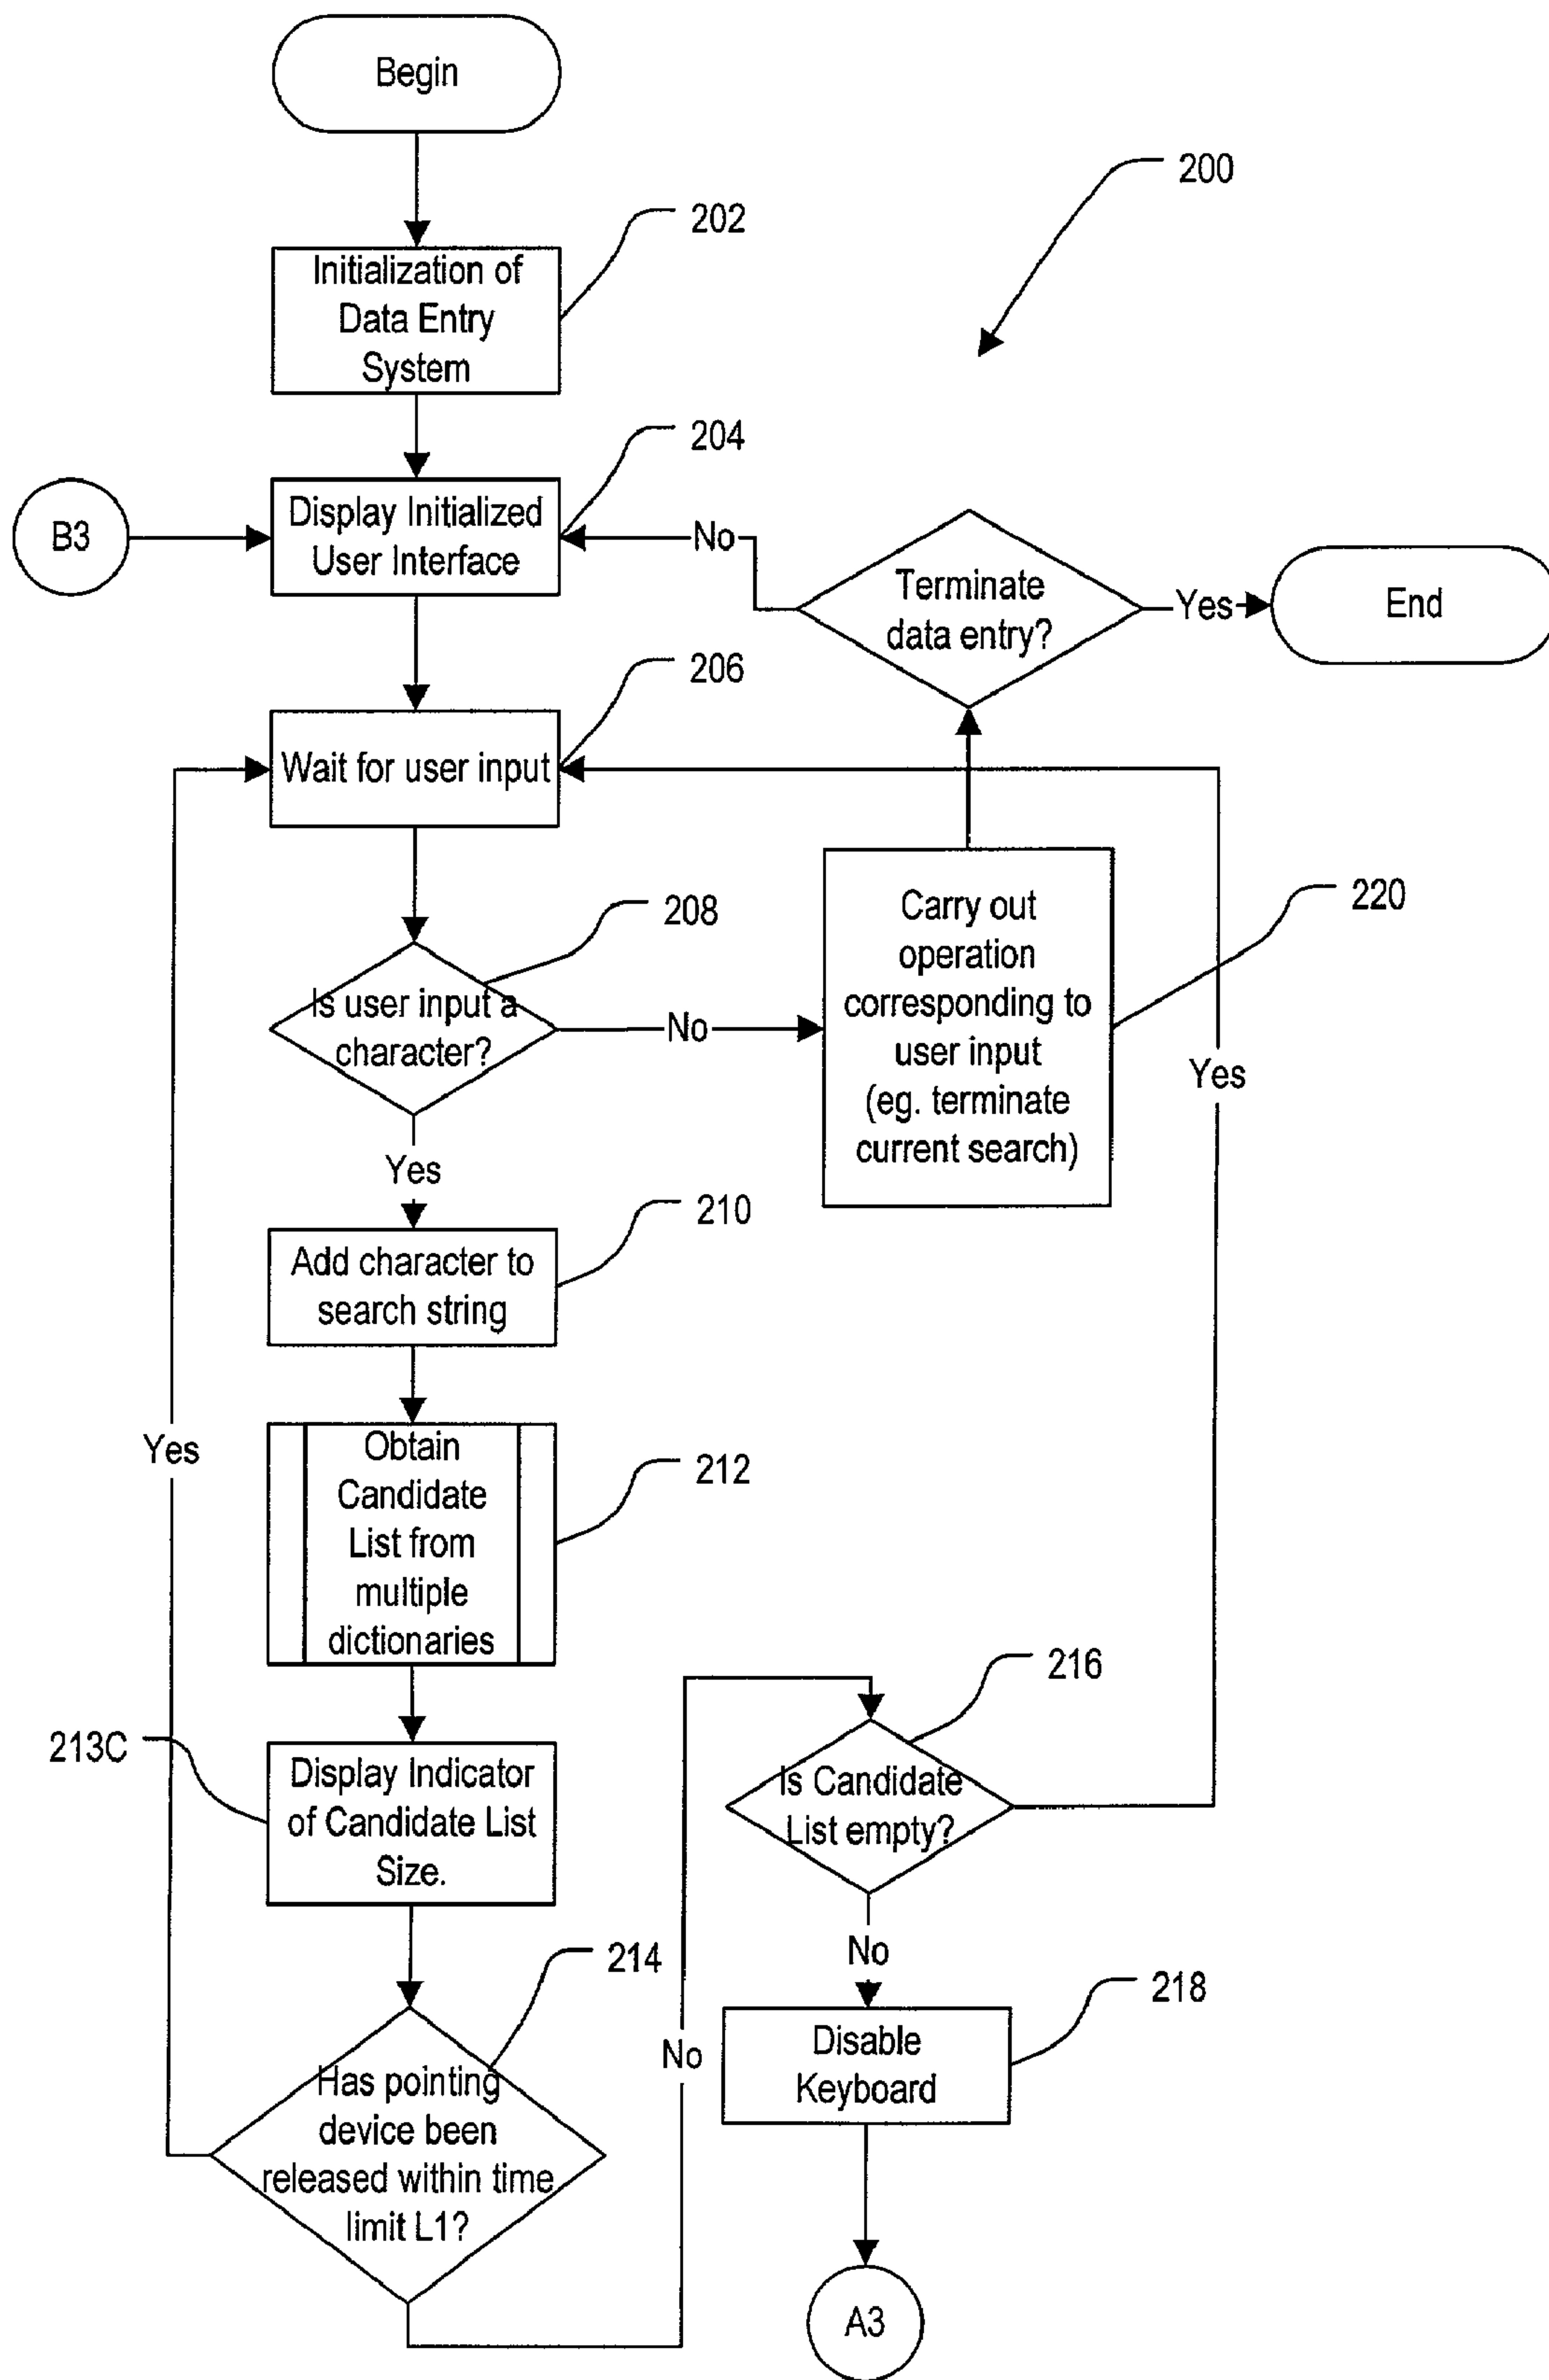 Begin
200
202
Initialization of
Data Entry
System
204
B3
Display Initialized
User Interface
No
Terminate
data entry?
Yes
End
206
Wait for user input
208
Is user input a
character?
No
Carry out
operation
corresponding to
user input
(eg. terminate
current search)
220
Yes
Yes
210
Add character to
search string
Yes
Obtain
Candidate
List from
multiple
dictionaries
212
213C
Display Indicator
of Candidate List
Size.
216
Is Candidate
List empty?
214
Has pointing
device been
released within time
limit L1?
No
No
218
Disable
Keyboard
A3